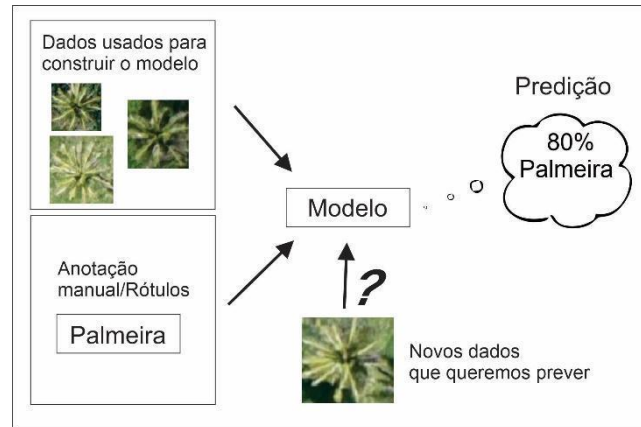 Dados usados para
construir o modelo
Anotação
manual/Rótulos
Palmeira
Modelo
?
Novos dados
que queremos prever
Predição
80%
Palmeira